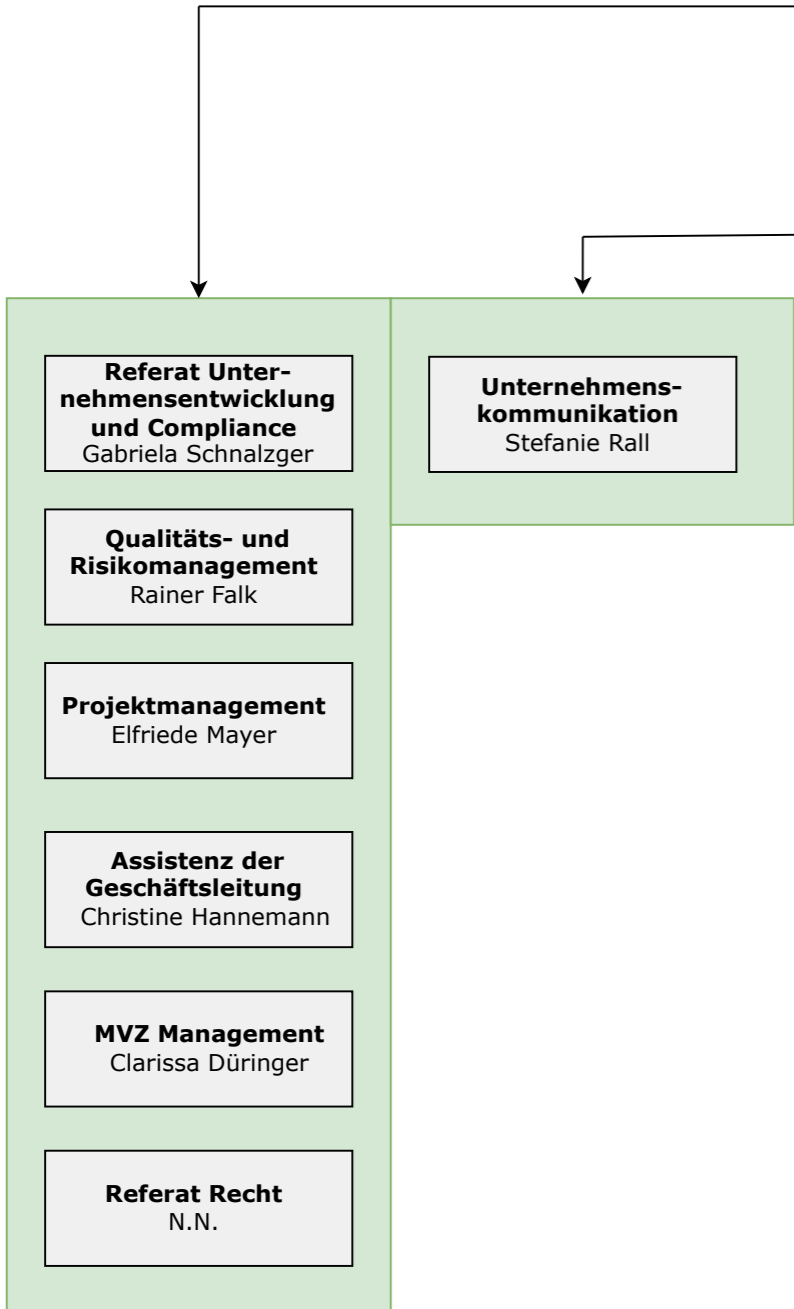 Referat Unter-
nehmensentwicklung
und Compliance
Gabriela Schnalzger
Qualitäts- und
Risikomanagement
Rainer Falk
Projektmanagement
Elfriede Mayer
Assistenz der
Geschäftsleitung
Christine Hannemann
MVZ Management
Clarissa Düringer
Referat Recht
N.N.
Unternehmens-
kommunikation
Stefanie Rall